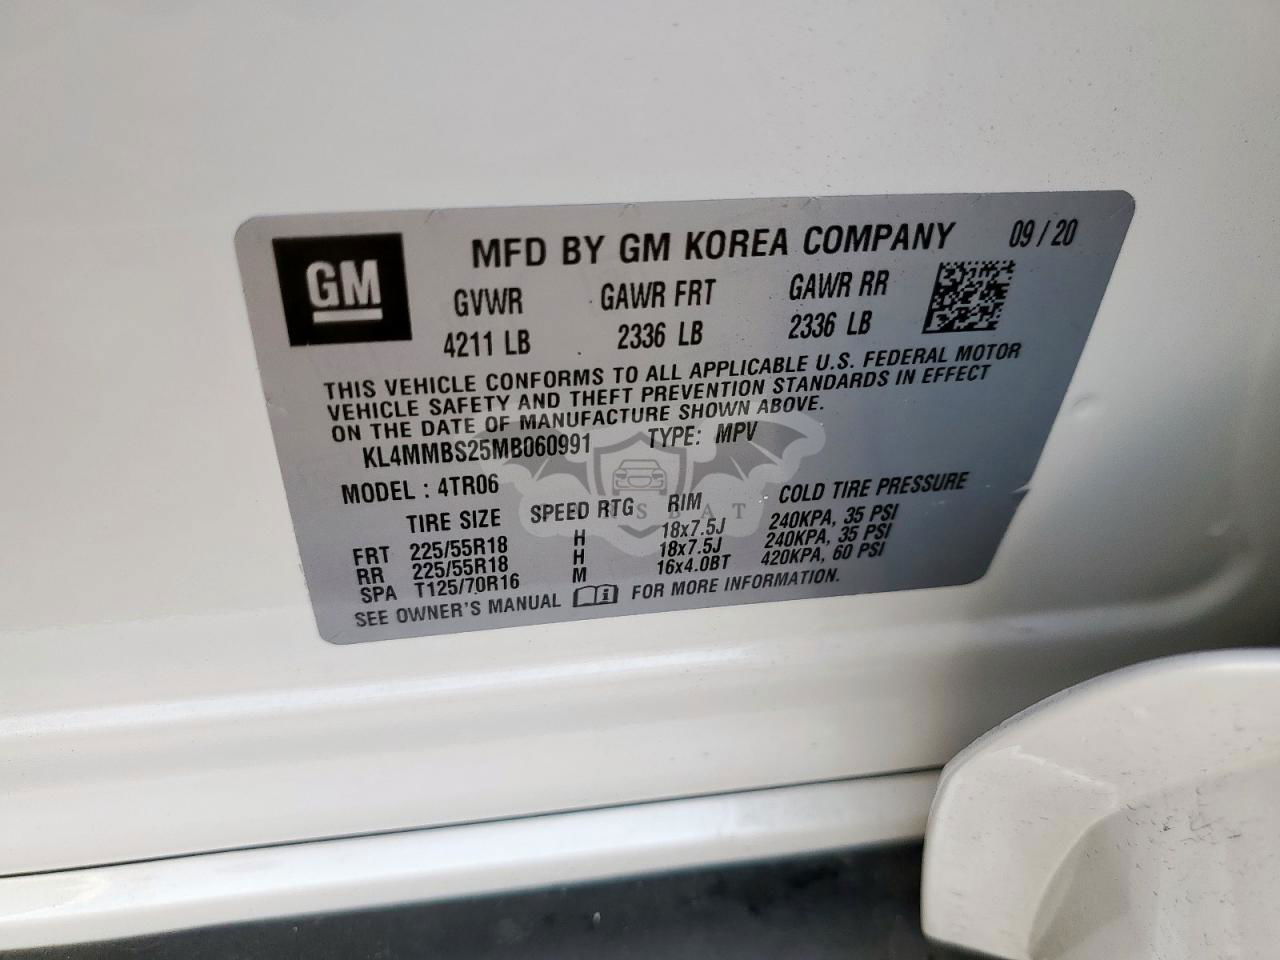 GM
MFD BY GM KOREA COMPANY 09/20
GVWR GAWR FRT GAWR RR
4211 LB 2336 LB 2336 LB
THIS VEHICLE CONFORMS TO ALL APPLICABLE U.S. FEDERAL MOTOR
VEHICLE SAFETY AND THEFT PREVENTION STANDARDS IN EFFECT
ON THE DATE OF MANUFACTURE SHOWN ABOVE.
KL4MMBS25MB060991 TYPE: MPV
MODEL : 4TR06
TIRE SIZE SPEED RTG RIM COLD TIRE PRESSURE
FRT 225/55R18 H 18x7.5J 240KPA, 35 PSI
RR 225/55R18 H 18x7.5J 240KPA, 35 PSI
SPA T125/70R16 M 16x4.0BT 420KPA, 60 PSI
SEE OWNER'S MANUAL i FOR MORE INFORMATION.